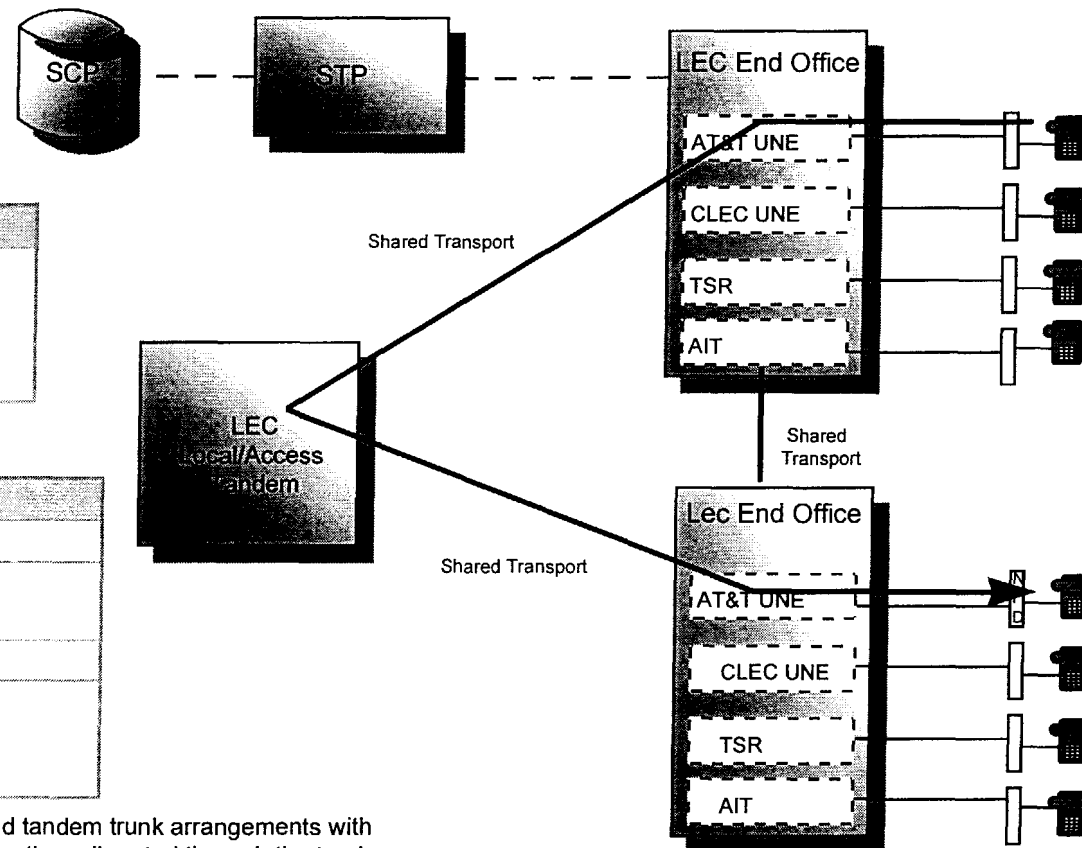 SCP
STP
LEC End Office
AT&T UNE
CLEC UNE
TSR
AIT
Shared Transport
LEC
Local/Access
Tandem
Shared
Transport
Shared Transport
Lec End Office
AT&T UNE
N
D
CLEC UNE
TSR
AIT
d tandem trunk arrangements with